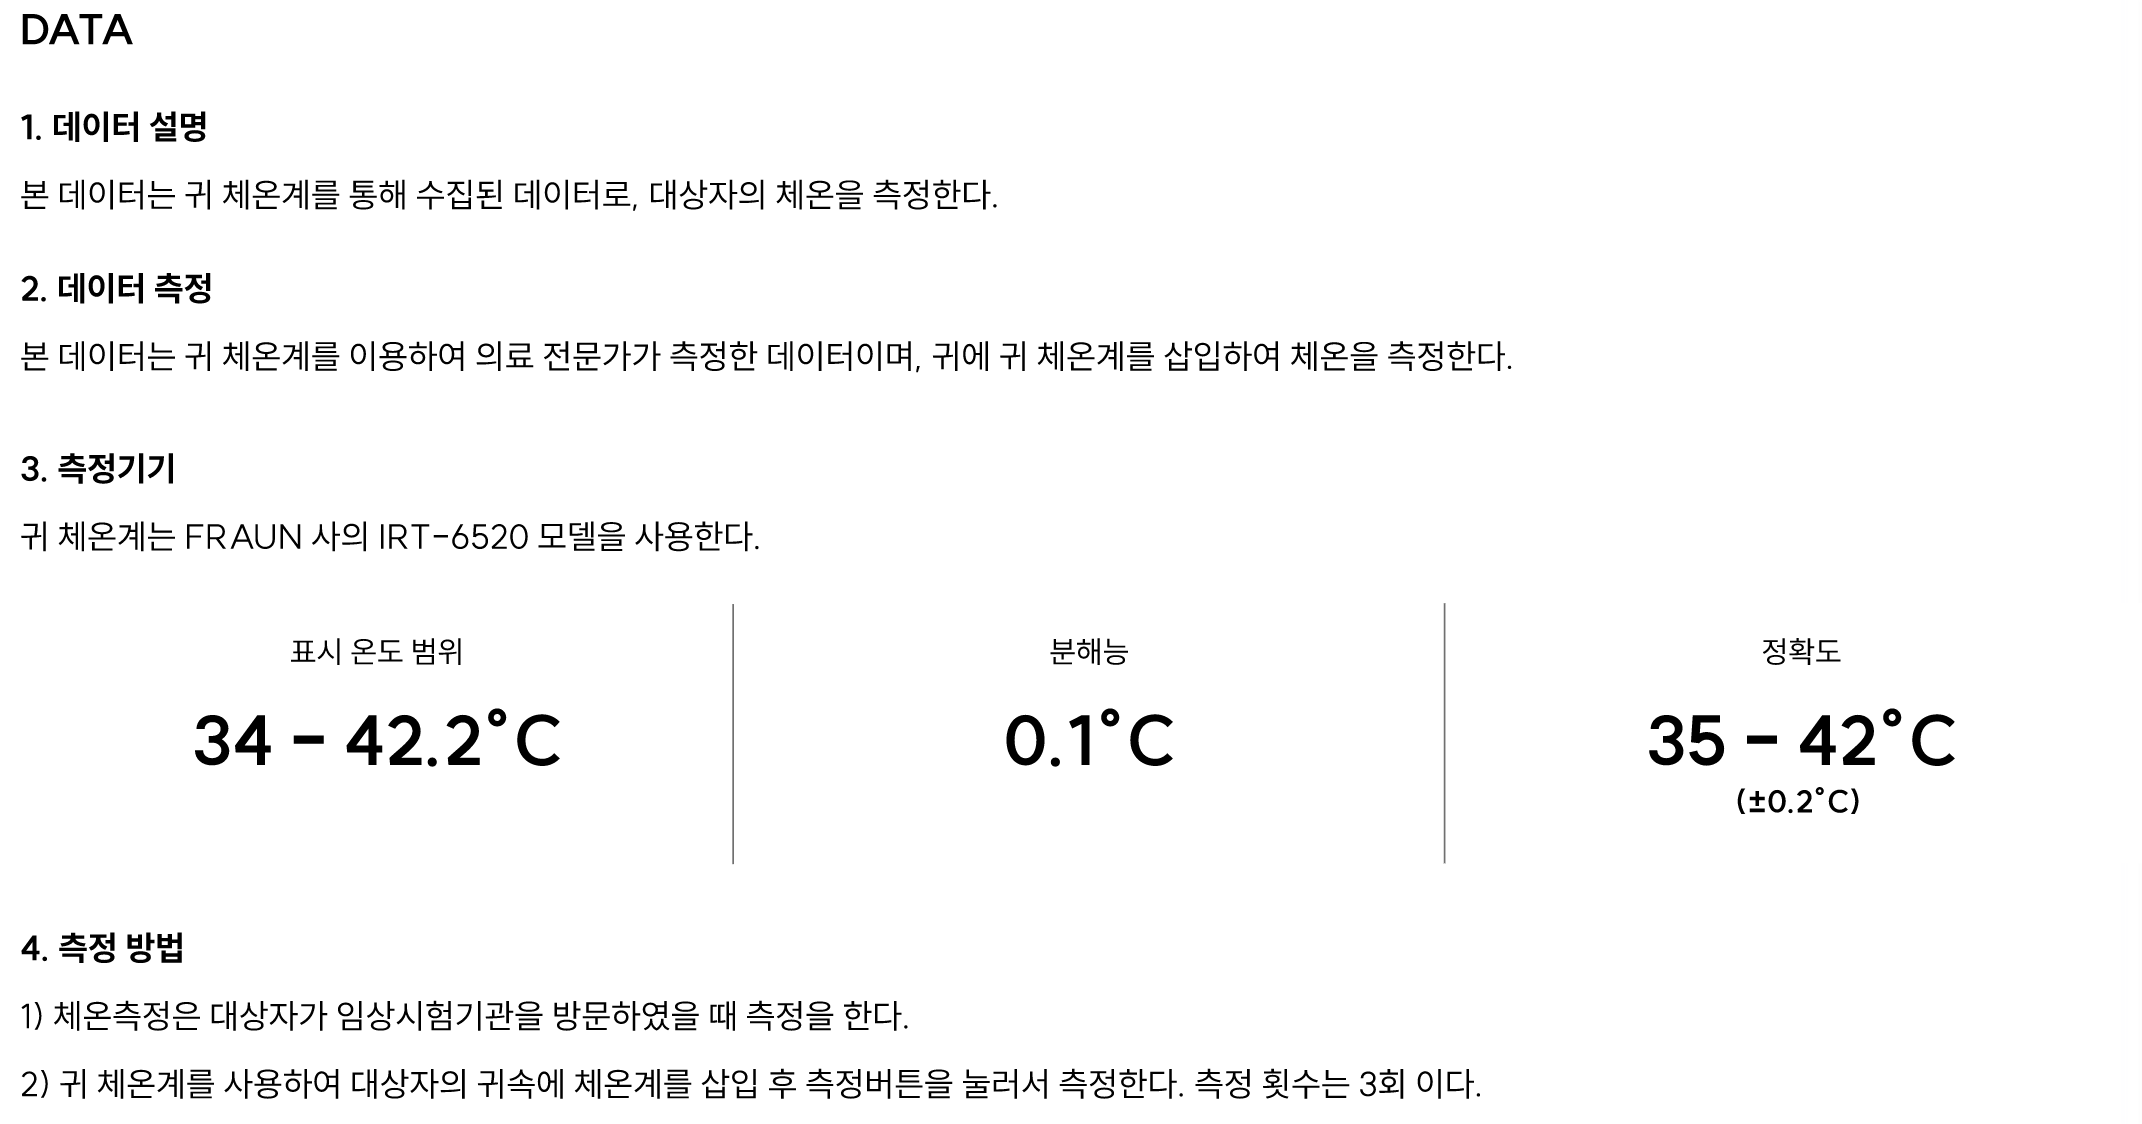 DATA
1. 데이터 설명
본 데이터는 귀 체온계를 통해 수집된 데이터로, 대상자의 체온을 측정한다.
2. 데이터 측정
본 데이터는 귀 체온계를 이용하여 의료 전문가가 측정한 데이터이며, 귀에 귀 체온계를 삽입하여 체온을 측정한다.
3. 측정기기
귀 체온계는 FRAUN 사의 IRT-6520 모델을 사용한다.
표시 온도 범위
34 - 42.2°C
분해능
0.1°C
정확도
35 - 42°C
(±0.2°C)
4. 측정 방법
1) 체온측정은 대상자가 임상시험기관을 방문하였을 때 측정을 한다.
2) 귀 체온계를 사용하여 대상자의 귀속에 체온계를 삽입 후 측정버튼을 눌러서 측정한다. 측정 횟수는 3회 이다.